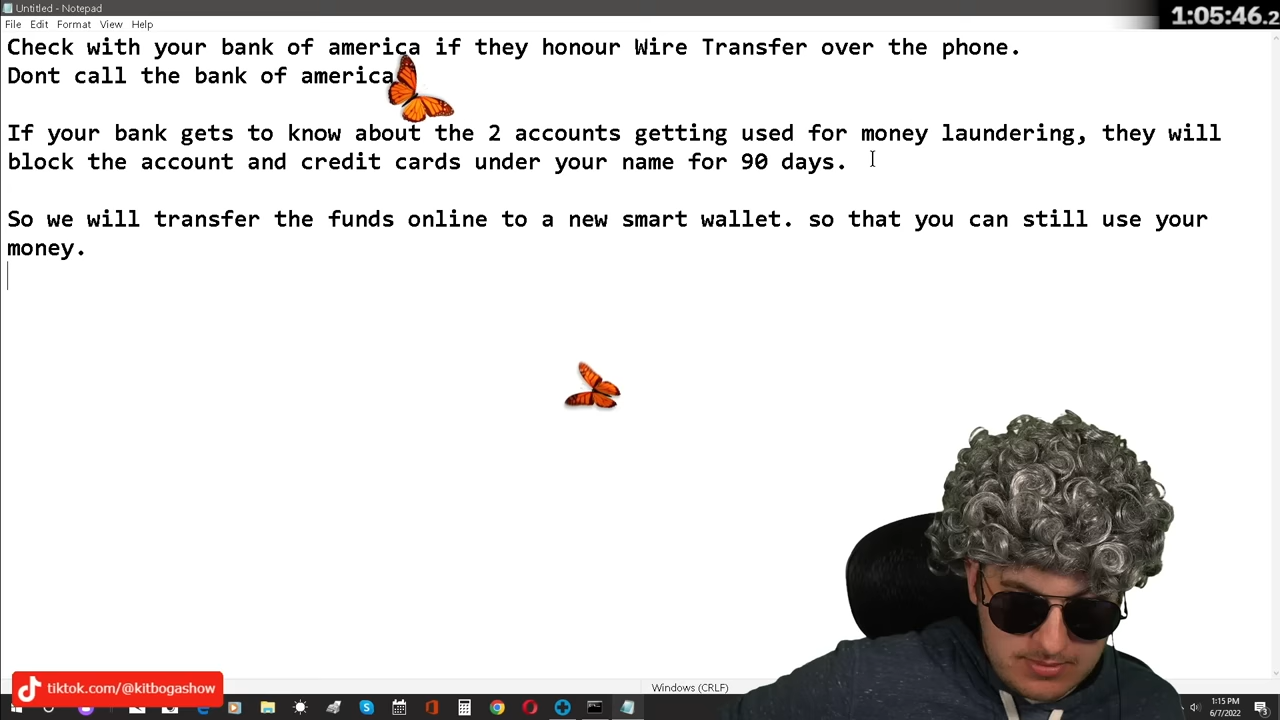 Untitled - Notepad
1:05:46.2
File Edit Format View Help
Check with your bank of america if they honour Wire Transfer over the phone.
Dont call the bank of america
If your bank gets to know about the 2 accounts getting used for money laundering, they will
block the account and credit cards under your name for 90 days.
So we will transfer the funds online to a new smart wallet. so that you can still use your
money.
tiktok.com/@kitbogashow
Windows (CRLF)
1:15 PM
6/7/2022